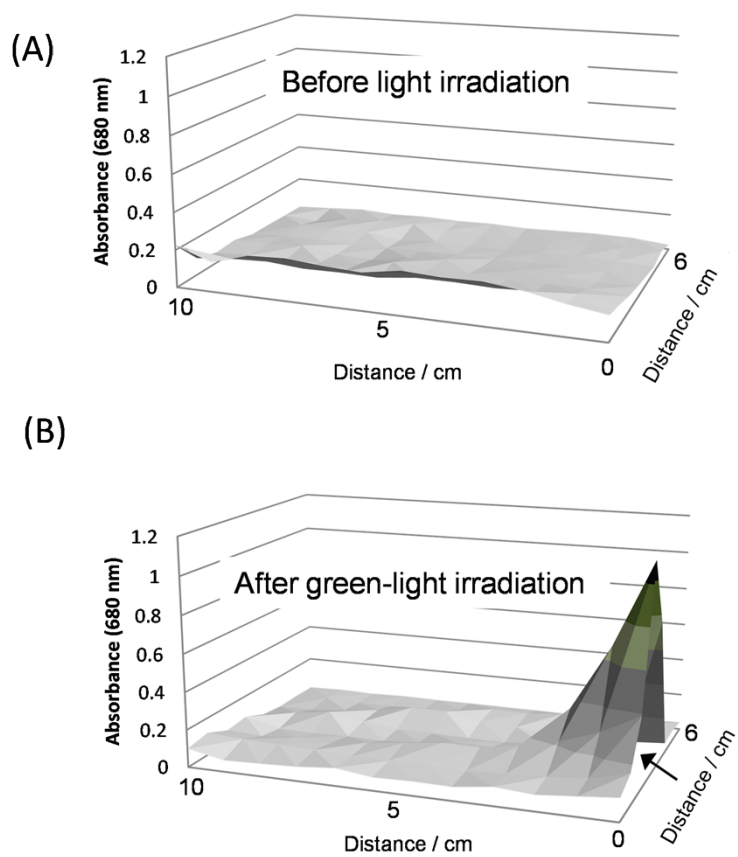 (A)
Absorbance (680 nm)
1.2
1
0.8
0.6
0.4
0.2
0
Before light irradiation
10
5
0
6
Distance / cm
Distance / cm
(B)
Absorbance (680 nm)
1.2
1
0.8
0.6
0.4
0.2
0
After green-light irradiation
10
5
0
6
Distance / cm
Distance / cm